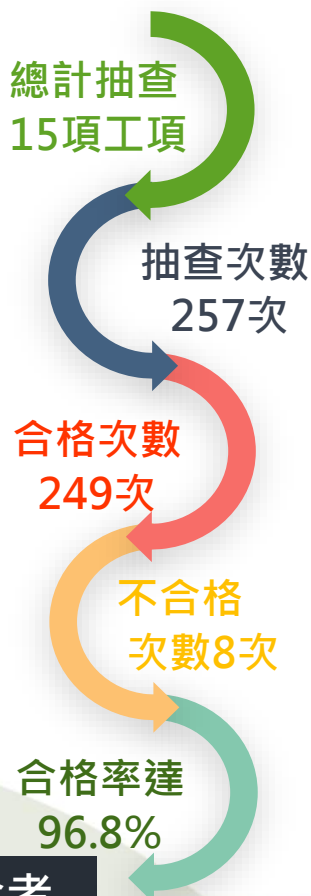 總計抽查
15項工項
抽查次數
257次
合格次數
249次
不合格
次數8次
合格率達
96.8%